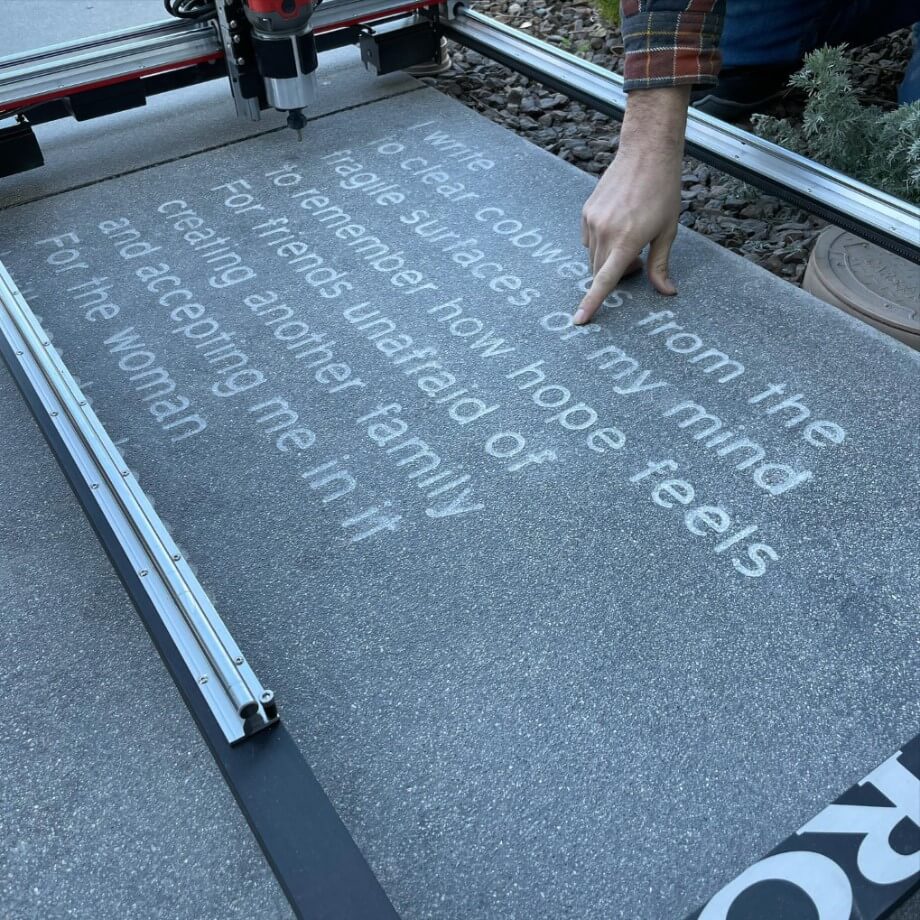 I write
to clear cobwebs from the
fragile surfaces of my mind
to remember how hope feels
For friends unafraid of
creating another family
and accepting me in it
For the woman
RO